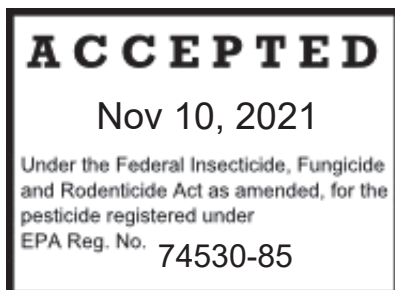 ACCEPTED
Nov 10, 2021
Under the Federal Insecticide, Fungicide
and Rodenticide Act as amended, for the
pesticide registered under
EPA Reg. No. 74530-85